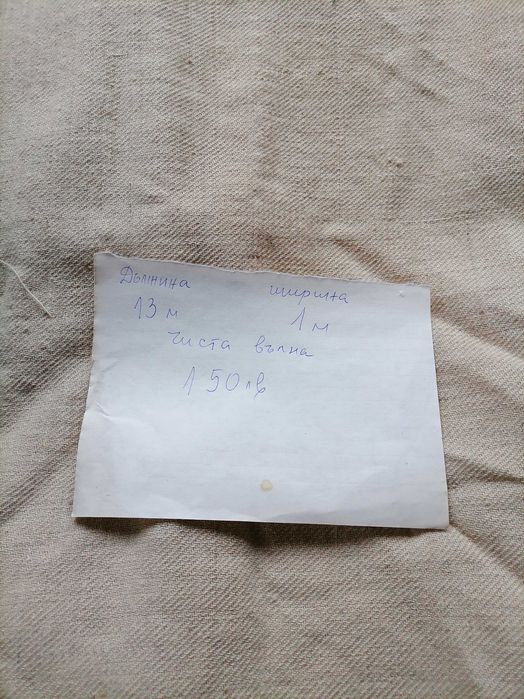 Дължина ширина
13 м 1 м
Чиста вълна
150 лв